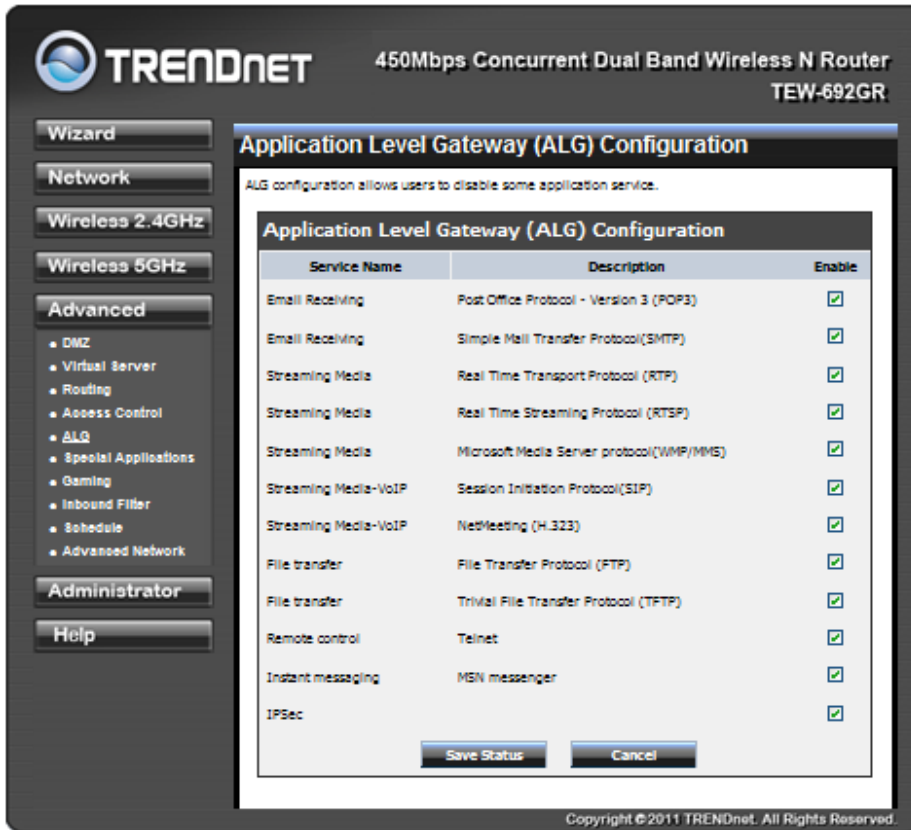 TRENDNET
450Mbps Concurrent Dual Band Wireless N Router
TEW-692GR
Wizard
Network
Wireless 2.4GHz
Wireless 5GHz
Advanced
DMZ
Virtual Server
Routing
Access Control
ALG
Special Applications
Gaming
Inbound Filter
Schedule
Advanced Network
Administrator
Help
Application Level Gateway (ALG) Configuration
ALG configuration allows users to disable some application service.
Application Level Gateway (ALG) Configuration
Service Name Description Enable
Email Receiving Post Office Protocol - Version 3 (POP3)
Email Receiving Simple Mail Transfer Protocol(SMTP)
Streaming Media Real Time Transport Protocol (RTP)
Streaming Media Real Time Streaming Protocol (RTSP)
Streaming Media Microsoft Media Server protocol(WMP/MMS)
Streaming Media-VoIP Session Initiation Protocol(SIP)
Streaming Media-VoIP NetMeeting (H.323)
File transfer File Transfer Protocol (FTP)
File transfer Trivial File Transfer Protocol (TFTP)
Remote control Telnet
Instant messaging MSN messenger
IPSec
Save Status Cancel
Copyright ©2011 TRENDnet. All Rights Reserved.